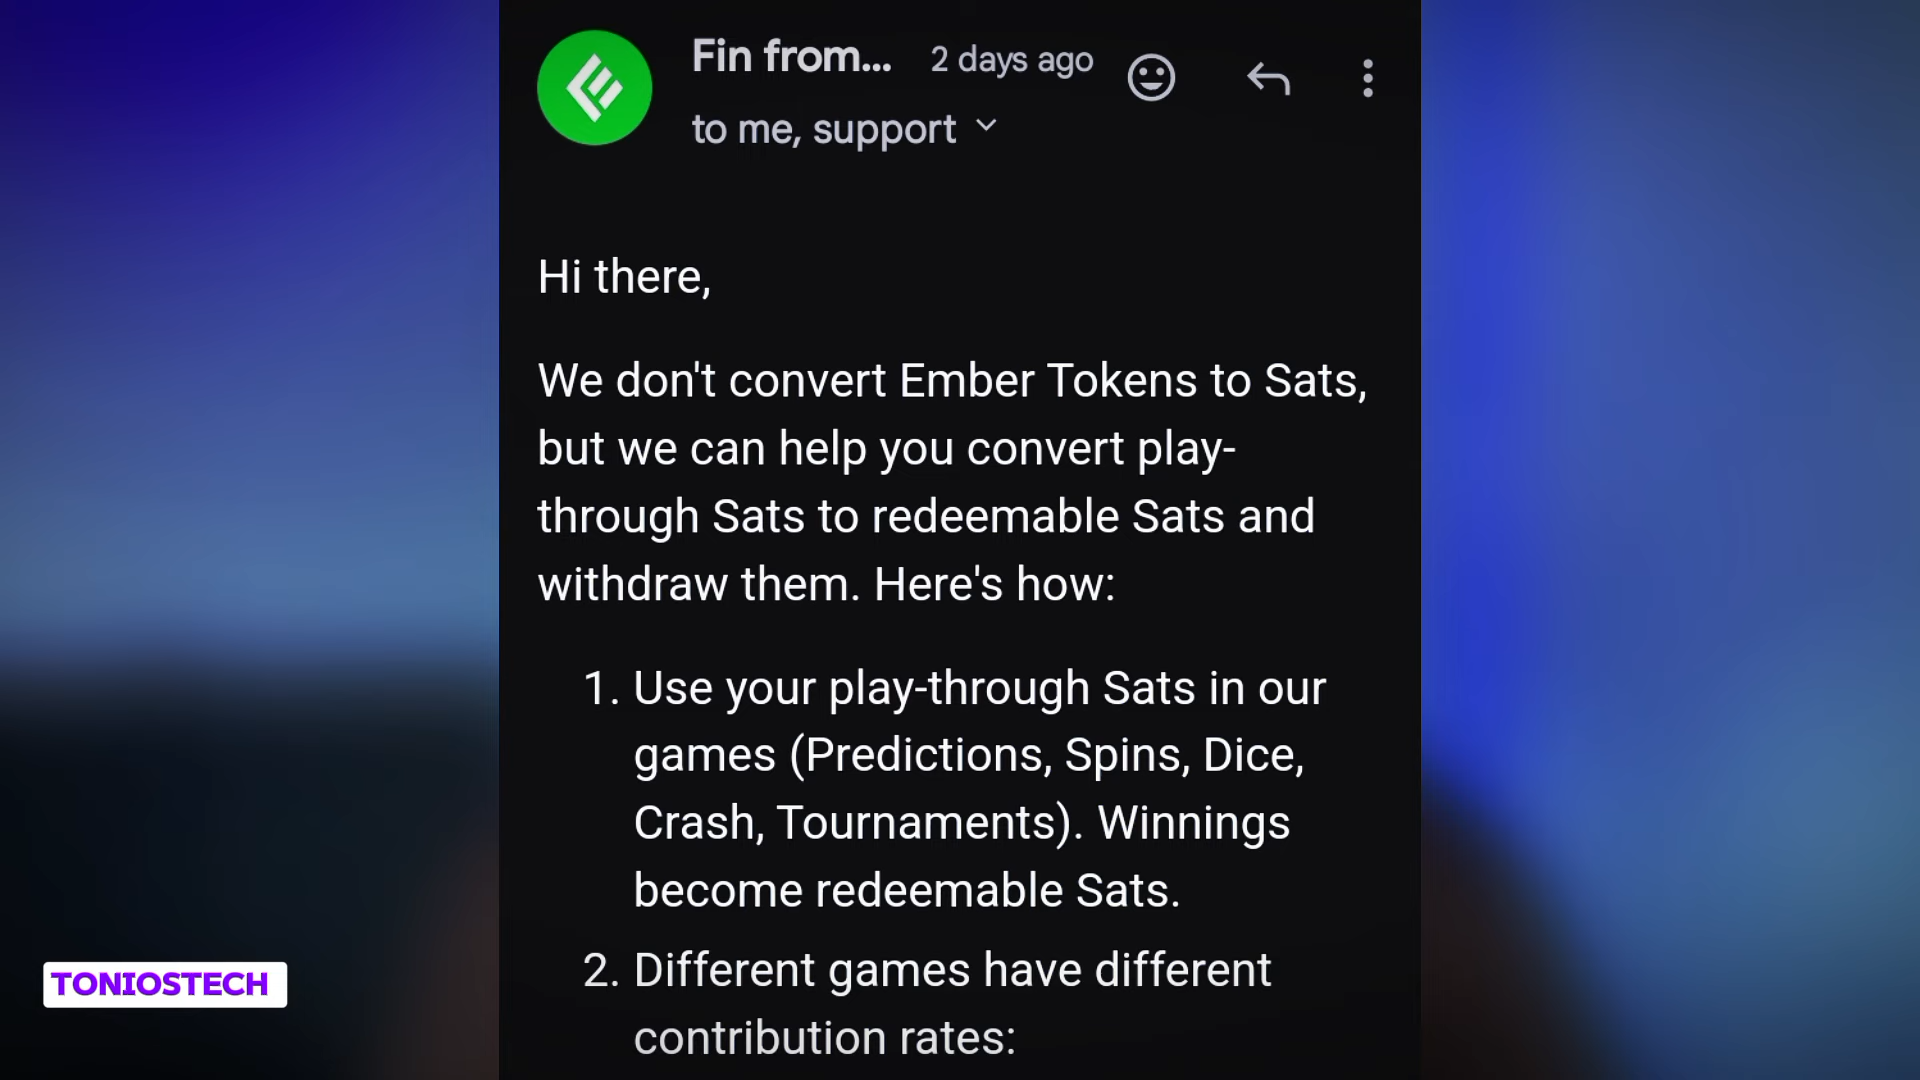 Fin from... 2 days ago
to me, support
Hi there,
We don't convert Ember Tokens to Sats,
but we can help you convert play-
through Sats to redeemable Sats and
withdraw them. Here's how:
1. Use your play-through Sats in our
games (Predictions, Spins, Dice,
Crash, Tournaments). Winnings
become redeemable Sats.
2. Different games have different
contribution rates:
TONIOSTECH